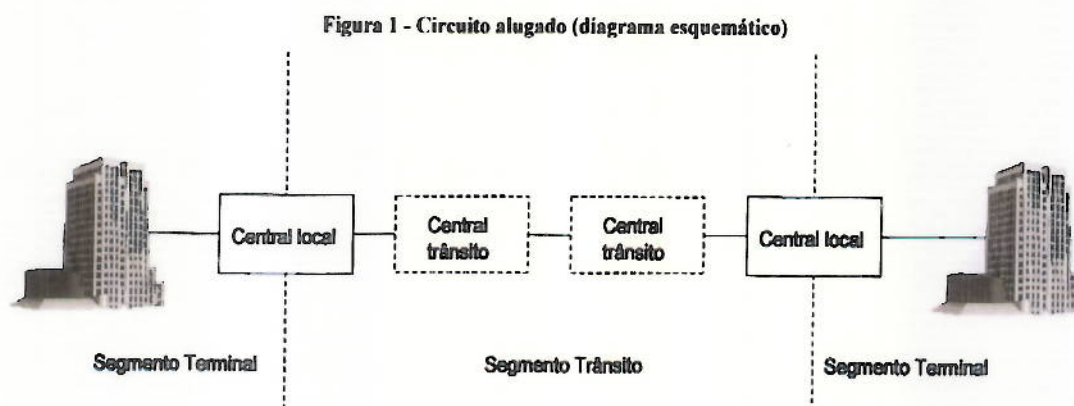 Figura 1 - Circuito alugado (diagrama esquemático)
Central local
Central
trânsito
Central
trânsito
Central local
Segmento Terminal
Segmento Trânsito
Segmento Terminal